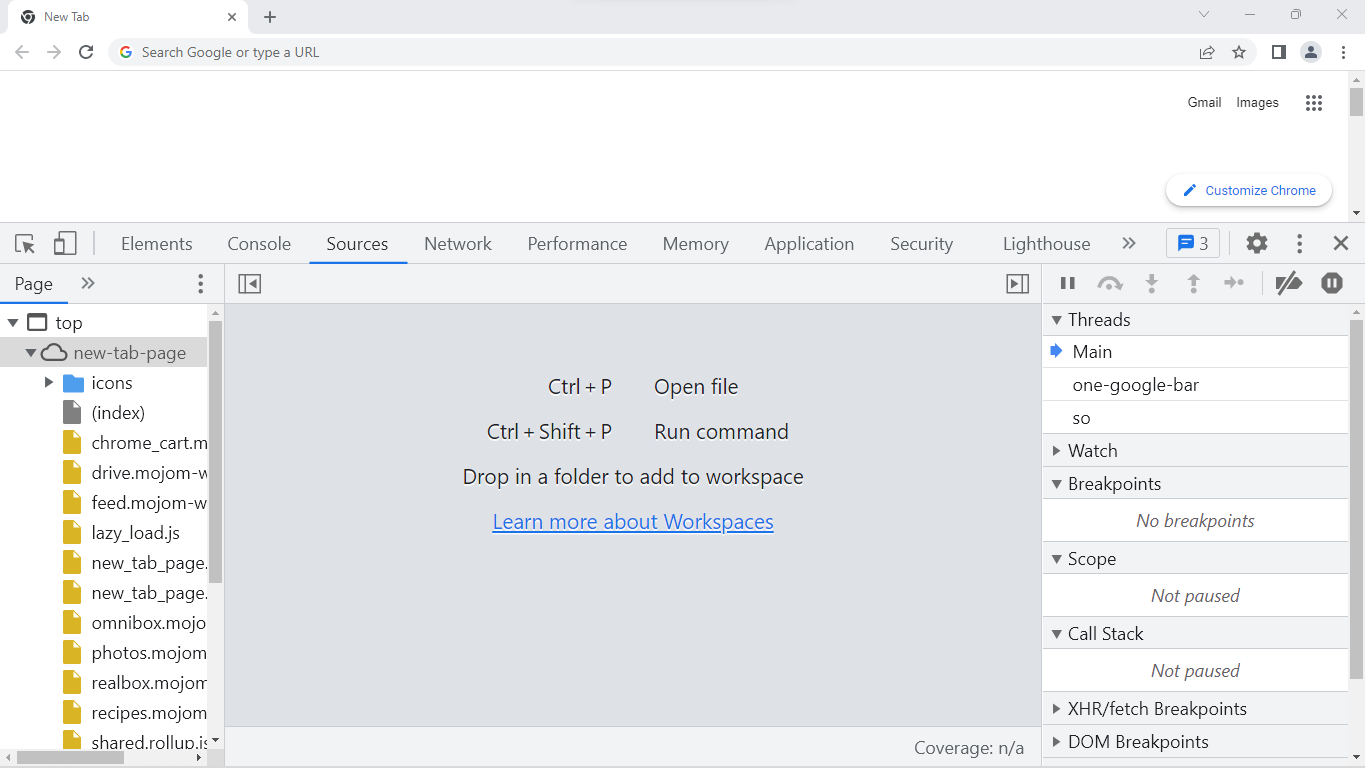 New Tab
Search Google or type a URL
Gmail Images
Customize Chrome
Elements Console Sources Network Performance Memory Application Security Lighthouse 3
Page
top
new-tab-page
icons
(index)
chrome_cart.m
drive.mojom-w
feed.mojom-w
lazy_load.js
new_tab_page.
new_tab_page.
omnibox.mojo
photos.mojom
realbox.mojom
recipes.mojom
shared.rollup.js
Ctrl + P Open file
Ctrl + Shift + P Run command
Drop in a folder to add to workspace
Learn more about Workspaces
Coverage: n/a
Threads
Main
one-google-bar
so
Watch
Breakpoints
No breakpoints
Scope
Not paused
Call Stack
Not paused
XHR/fetch Breakpoints
DOM Breakpoints